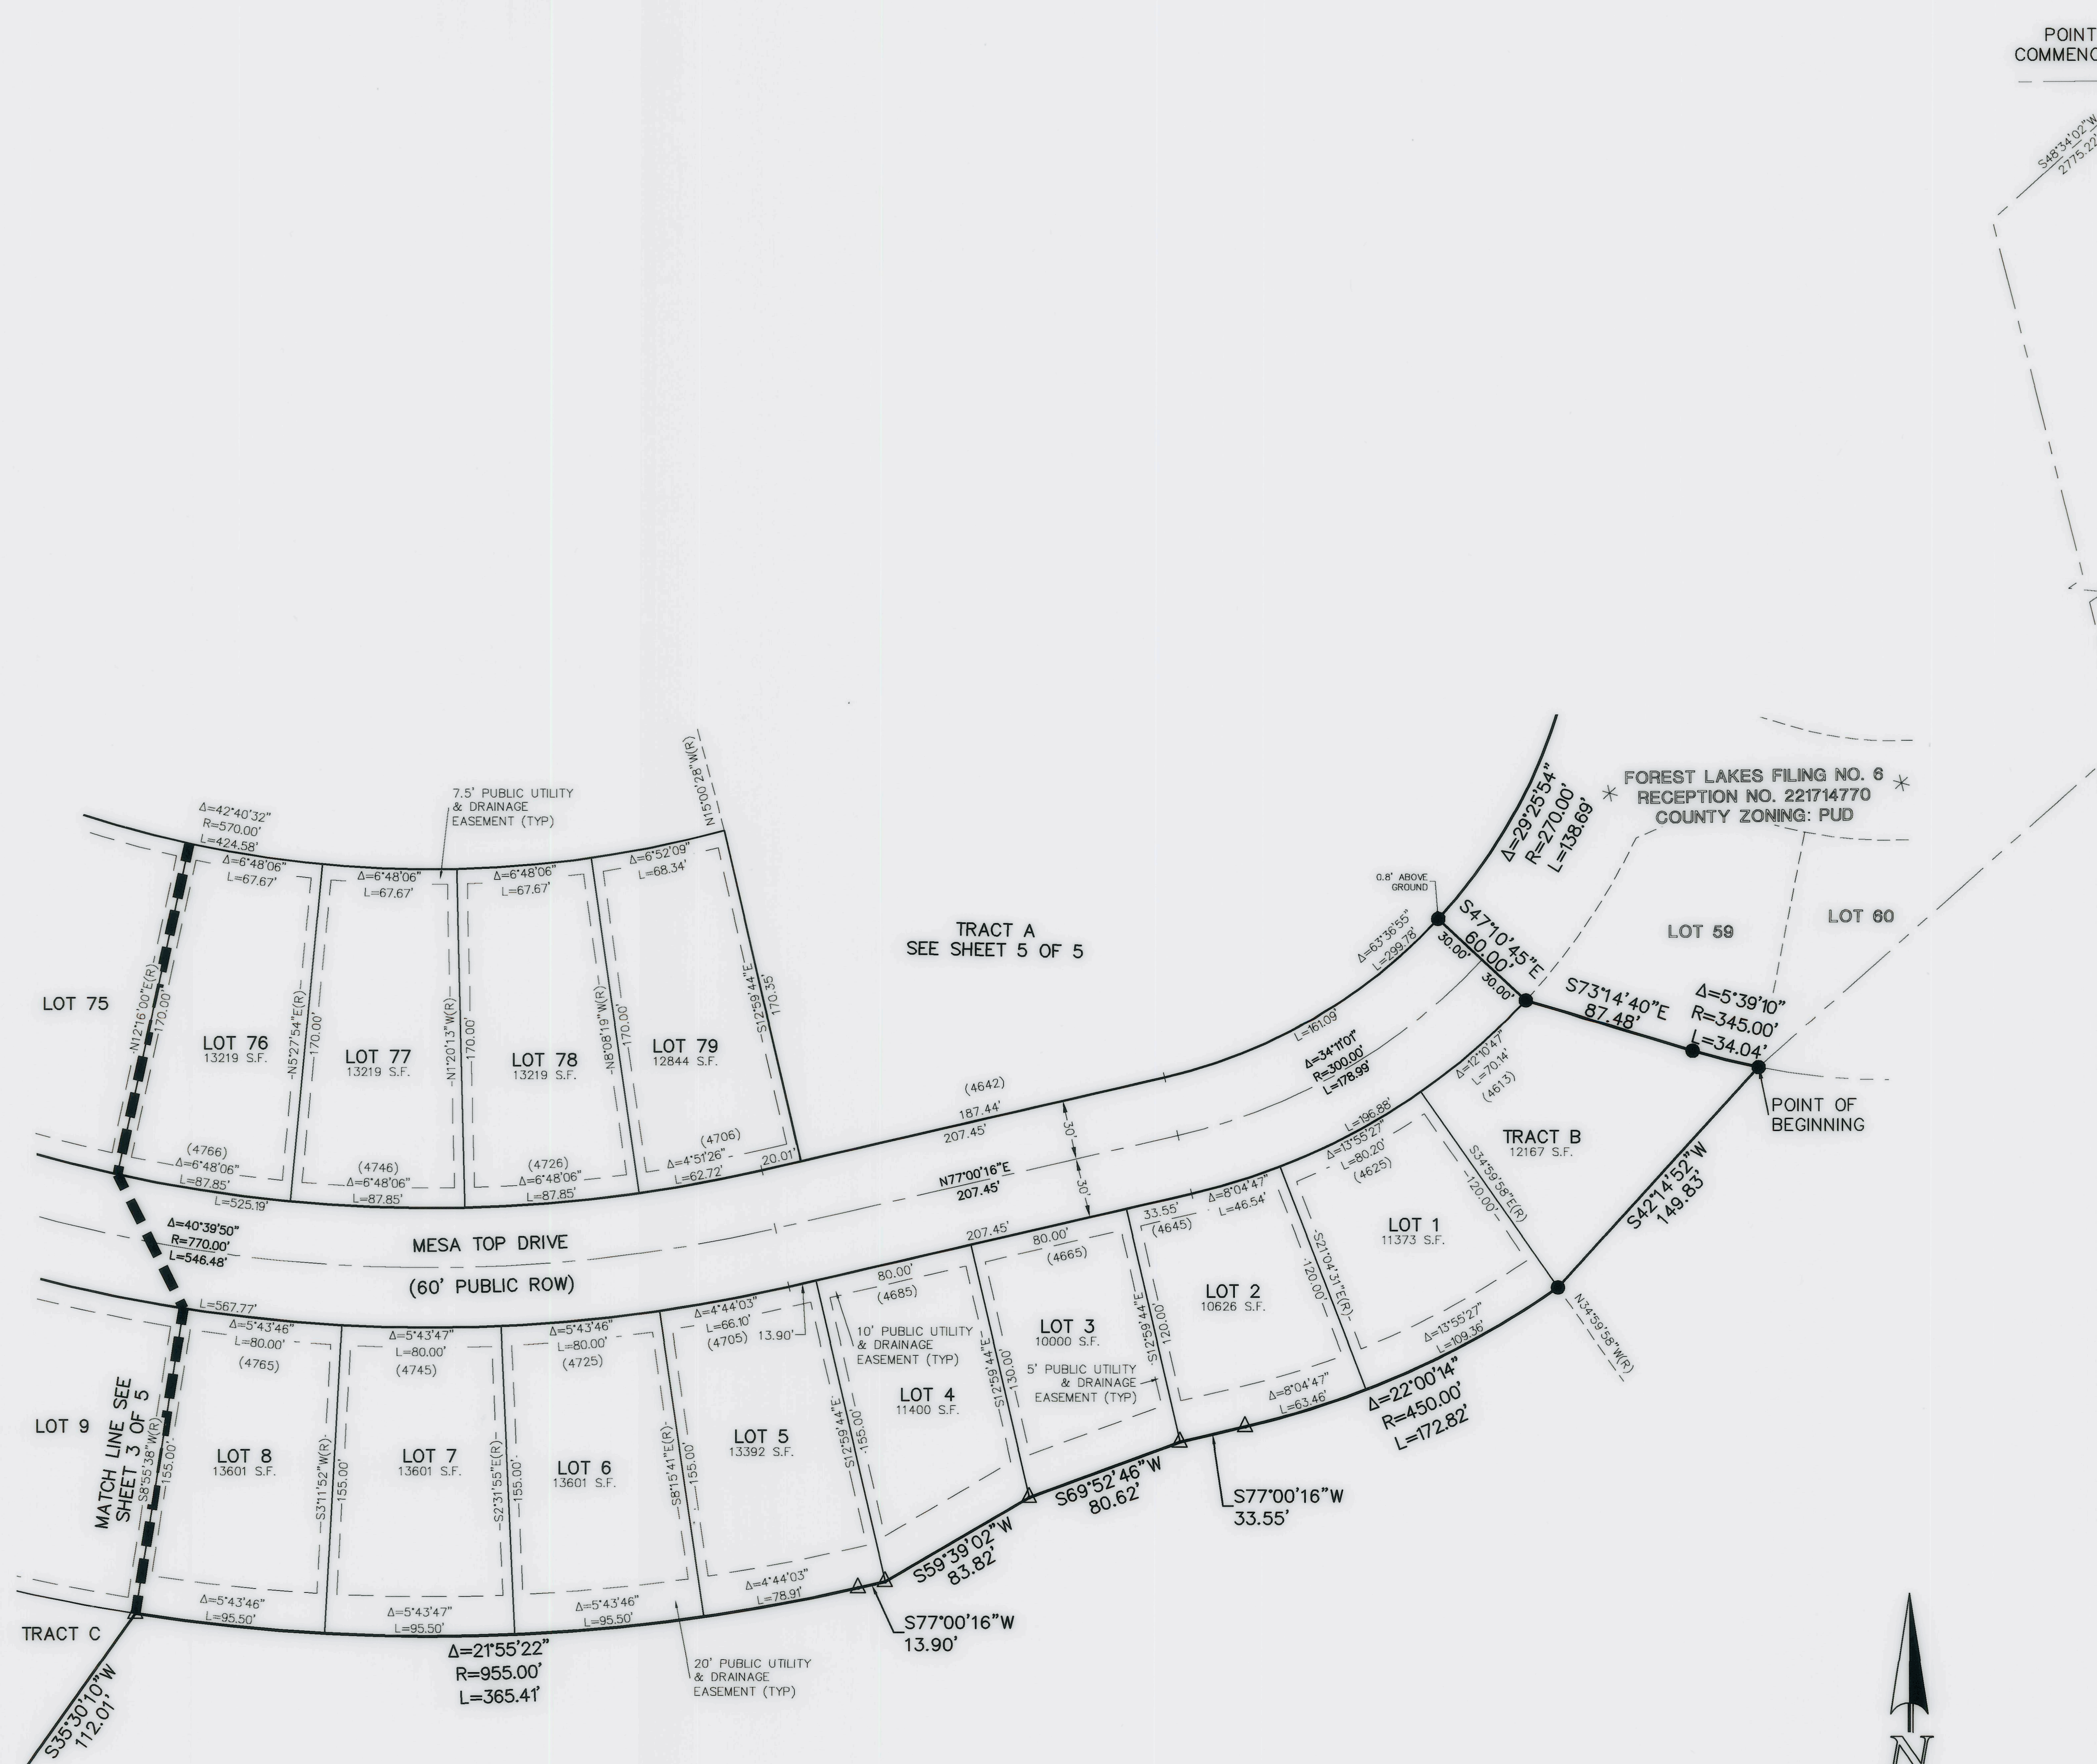 POINT
COMMENC
S48°34'02"W
2775.22'
N15°00'28"W(R)
7.5' PUBLIC UTILITY
& DRAINAGE
EASEMENT (TYP)
Δ=42°40'32"
R=570.00'
L=424.58'
Δ=6°48'06"
L=67.67'
Δ=6°48'06"
L=67.67'
Δ=6°48'06"
L=67.67'
Δ=6°52'09"
L=68.34'
Δ=29°25'54"
R=270.00'
L=138.69'
FOREST LAKES FILING NO. 6
RECEPTION NO. 221714770
COUNTY ZONING: PUD
0.8' ABOVE
GROUND
S47°10'45"E
60.00'
30.00'
30.00'
Δ=63°36'55"
L=299.78'
LOT 59
LOT 60
TRACT A
SEE SHEET 5 OF 5
S73°14'40"E
87.48'
Δ=5°39'10"
R=345.00'
L=34.04'
POINT OF
BEGINNING
LOT 75
N12°16'00"E(R)
170.00'
LOT 76
13219 S.F.
N5°27'54"E(R)
170.00'
LOT 77
13219 S.F.
N1°20'13"W(R)
170.00'
LOT 78
13219 S.F.
N8°08'19"W(R)
170.00'
LOT 79
12844 S.F.
S12°59'44"E
170.35'
(4766)
Δ=6°48'06"
L=87.85'
(4746)
Δ=6°48'06"
L=87.85'
(4726)
Δ=6°48'06"
L=87.85'
(4706)
Δ=4°51'26"
L=62.72'
20.01'
L=525.19'
(4642)
187.44'
207.45'
L=161.09'
Δ=34°11'01"
R=300.00'
L=178.99'
30'
30'
N77°00'16"E
207.45'
Δ=40°39'50"
R=770.00'
L=546.48'
MESA TOP DRIVE
(60' PUBLIC ROW)
L=567.77'
207.45'
L=196.88'
Δ=12°10'47"
L=70.14'
(4613)
TRACT B
12167 S.F.
S42°14'52"W
149.83'
Δ=13°55'27"
L=80.20'
(4625)
S34°59'58"E(R)
120.00'
LOT 1
11373 S.F.
Δ=8°04'47"
L=46.54'
33.55'
(4645)
S21°04'31"E(R)
120.00'
LOT 2
10626 S.F.
80.00'
(4665)
S12°59'44"E
120.00'
LOT 3
10000 S.F.
5' PUBLIC UTILITY
& DRAINAGE
EASEMENT (TYP)
80.00'
(4685)
10' PUBLIC UTILITY
& DRAINAGE
EASEMENT (TYP)
S12°59'44"E
130.00'
LOT 4
11400 S.F.
Δ=4°44'03"
L=66.10'
(4705)
13.90'
S12°59'44"E
155.00'
LOT 5
13392 S.F.
Δ=5°43'46"
L=80.00'
(4725)
S8°15'41"E(R)
155.00'
LOT 6
13601 S.F.
Δ=5°43'47"
L=80.00'
(4745)
S2°31'55"E(R)
155.00'
LOT 7
13601 S.F.
Δ=5°43'46"
L=80.00'
(4765)
S3°11'52"W(R)
155.00'
LOT 8
13601 S.F.
S8°55'38"W(R)
155.00'
LOT 9
MATCH LINE SEE
SHEET 3 OF 5
N34°59'58"W(R)
Δ=13°55'27"
L=109.36'
Δ=22°00'14"
R=450.00'
L=172.82'
Δ=8°04'47"
L=63.46'
S77°00'16"W
33.55'
S69°52'46"W
80.62'
S59°39'02"W
83.82'
S77°00'16"W
13.90'
Δ=4°44'03"
L=78.91'
Δ=5°43'46"
L=95.50'
Δ=5°43'47"
L=95.50'
Δ=5°43'46"
L=95.50'
Δ=21°55'22"
R=955.00'
L=365.41'
20' PUBLIC UTILITY
& DRAINAGE
EASEMENT (TYP)
TRACT C
S35°30'10"W
112.01'
N